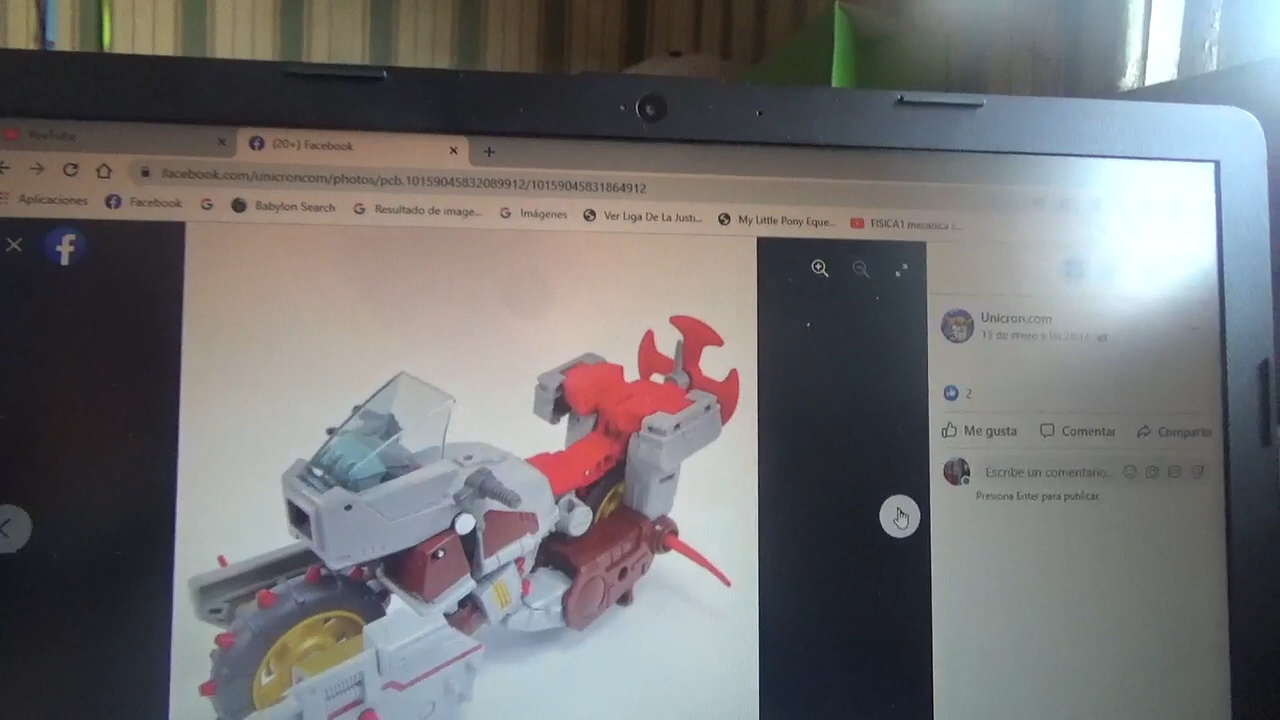 YouTube
(20+) Facebook
facebook.com/unicroncom/photos/pcb.10159045832089912/10159045831864912
Aplicaciones Facebook Babylon Search Resultado de image... Imágenes Ver Liga De La Justi... My Little Pony Eque... FISICA1 mecanica
Unicron.com
2
Me gusta Comentar Compartir
Escribe un comentario...
Presiona Enter para publicar.